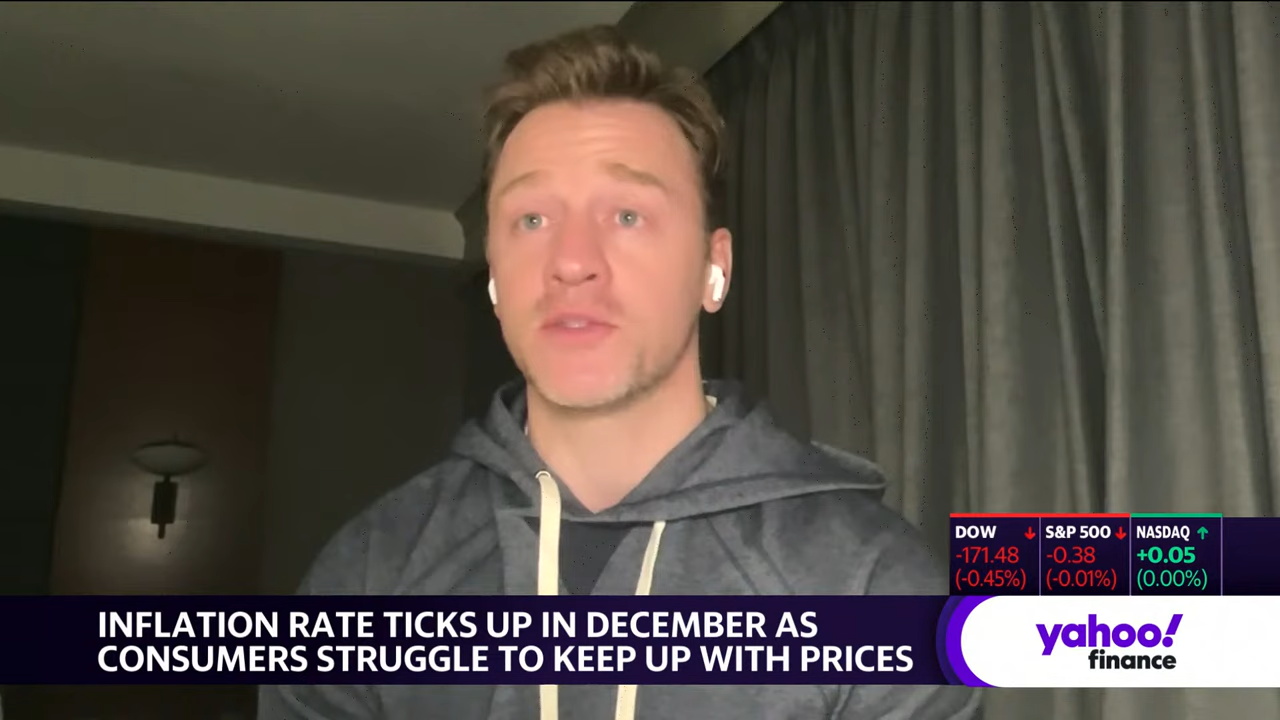 DOW
-171.48
(-0.45%)
S&P 500
-0.38
(-0.01%)
NASDAQ
+0.05
(0.00%)
INFLATION RATE TICKS UP IN DECEMBER AS
CONSUMERS STRUGGLE TO KEEP UP WITH PRICES
yahoo!
finance